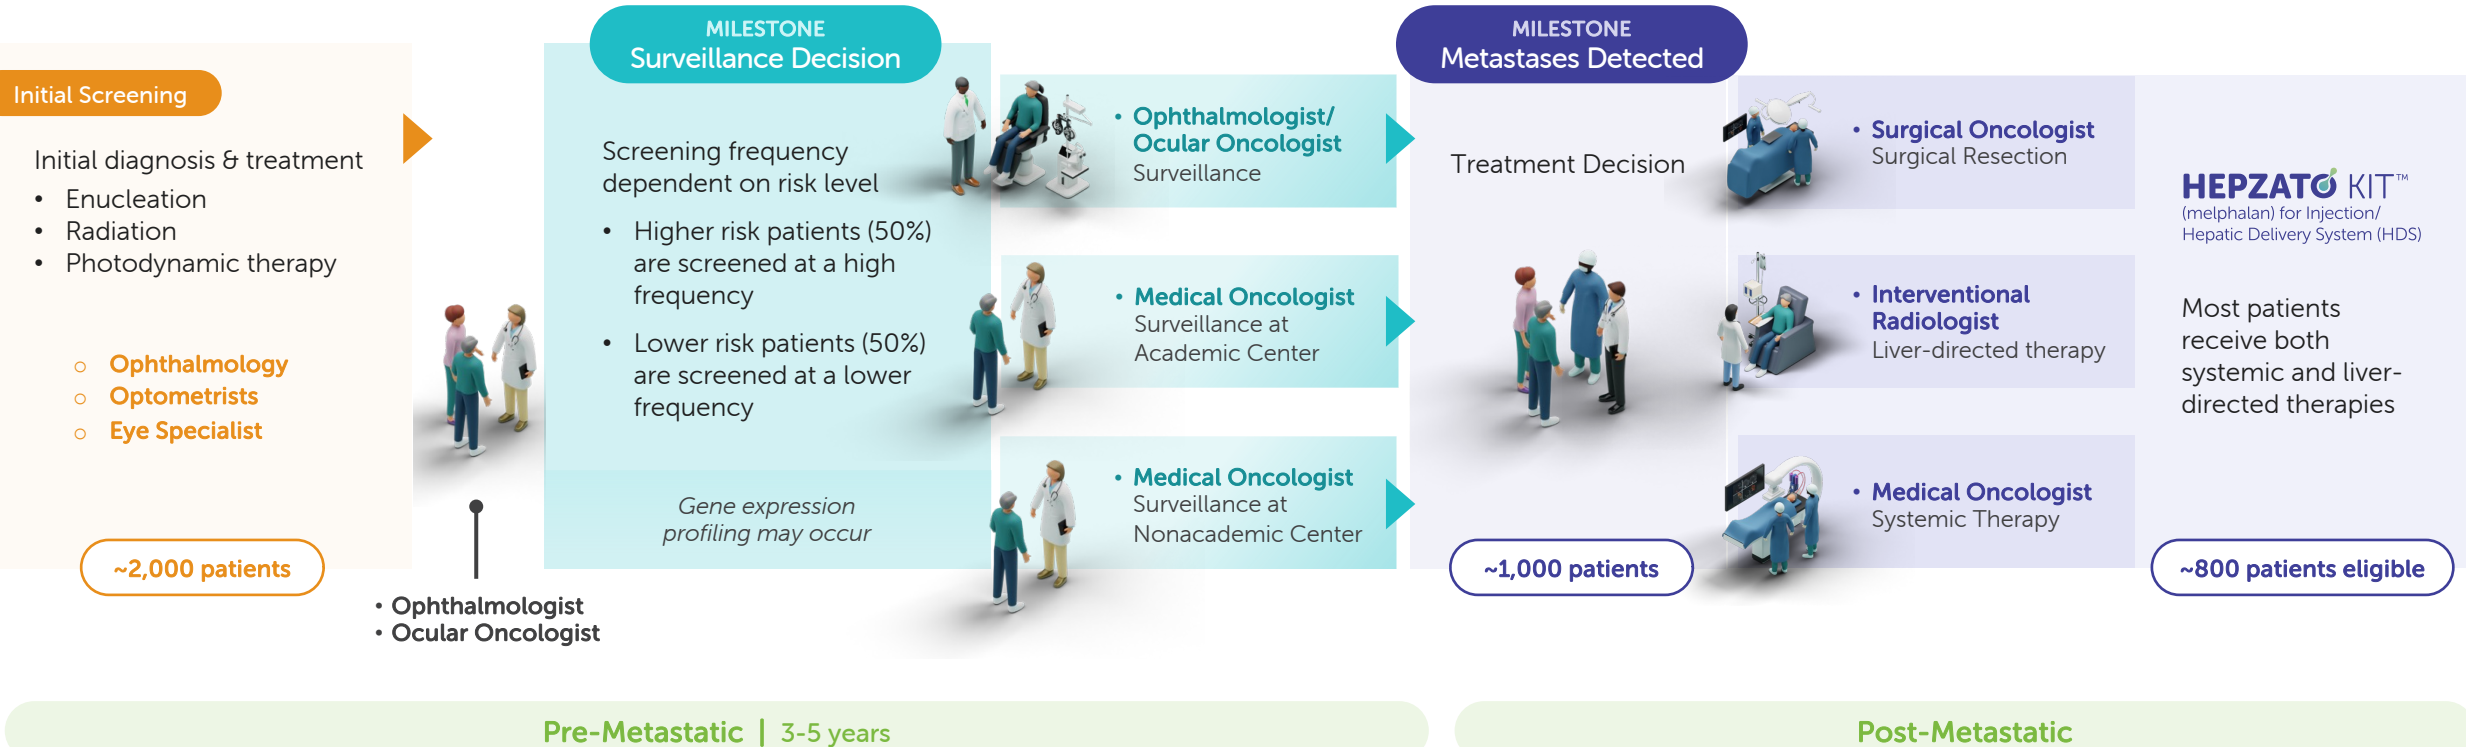 Initial Screening
Initial diagnosis & treatment
• Enucleation
• Radiation
• Photodynamic therapy
○ Ophthalmology
○ Optometrists
○ Eye Specialist
~2,000 patients
• Ophthalmologist
• Ocular Oncologist
MILESTONE
Surveillance Decision
Screening frequency
dependent on risk level
• Higher risk patients (50%)
are screened at a high
frequency
• Lower risk patients (50%)
are screened at a lower
frequency
Gene expression
profiling may occur
• Ophthalmologist/
Ocular Oncologist
Surveillance
• Medical Oncologist
Surveillance at
Academic Center
• Medical Oncologist
Surveillance at
Nonacademic Center
MILESTONE
Metastases Detected
Treatment Decision
~1,000 patients
• Surgical Oncologist
Surgical Resection
• Interventional
Radiologist
Liver-directed therapy
• Medical Oncologist
Systemic Therapy
HEPZATO KIT™
(melphalan) for Injection/
Hepatic Delivery System (HDS)
Most patients
receive both
systemic and liver-
directed therapies
~800 patients eligible
Pre-Metastatic | 3-5 years
Post-Metastatic